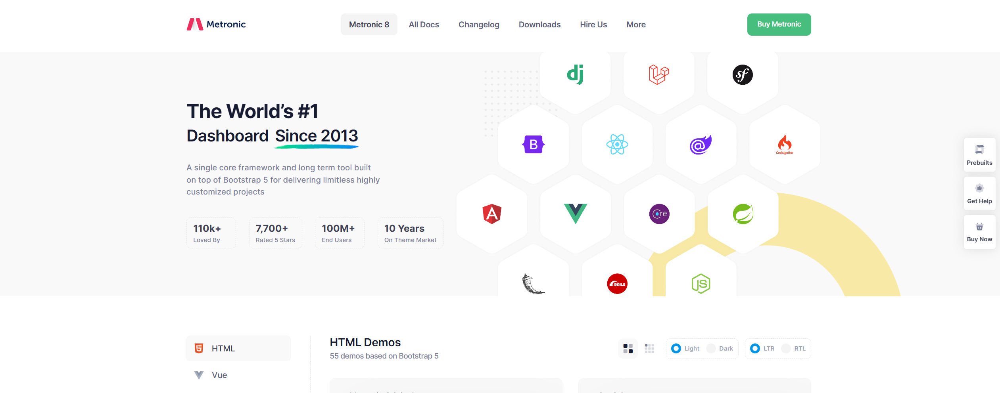 Metronic
Metronic 8
All Docs
Changelog
Downloads
Hire Us
More
Buy Metronic
The World’s #1
Dashboard Since 2013
A single core framework and long term tool built
on top of Bootstrap 5 for delivering limitless highly
customized projects
110k+
Loved By
7,700+
Rated 5 Stars
100M+
End Users
10 Years
On Theme Market
dj
sf
B
@
CodeIgniter
A
Core
RAILS
JS
Prebuilts
Get Help
Buy Now
5
HTML
Vue
HTML Demos
55 demos based on Bootstrap 5
Light
Dark
LTR
RTL